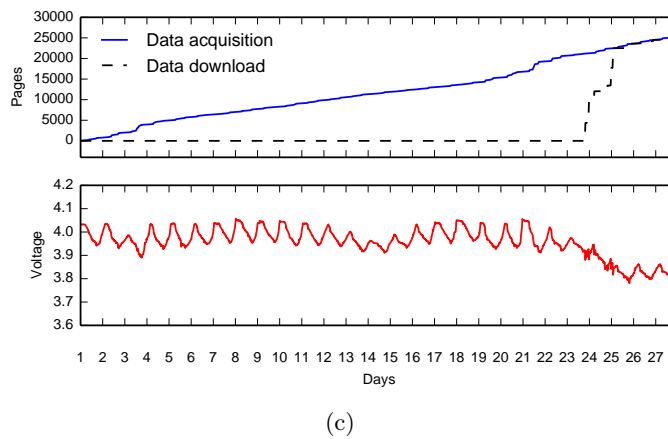 30000
25000
20000
15000
10000
5000
0
Pages
Data acquisition
Data download
4.2
4.1
4.0
3.9
3.8
3.7
3.6
Voltage
1 2 3 4 5 6 7 8 9 10 11 12 13 14 15 16 17 18 19 20 21 22 23 24 25 26 27
Days
(c)